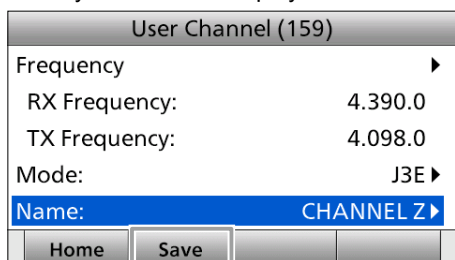 User Channel (159)
Frequency
RX Frequency: 4.390.0
TX Frequency: 4.098.0
Mode: J3E
Name: CHANNEL Z
Home Save